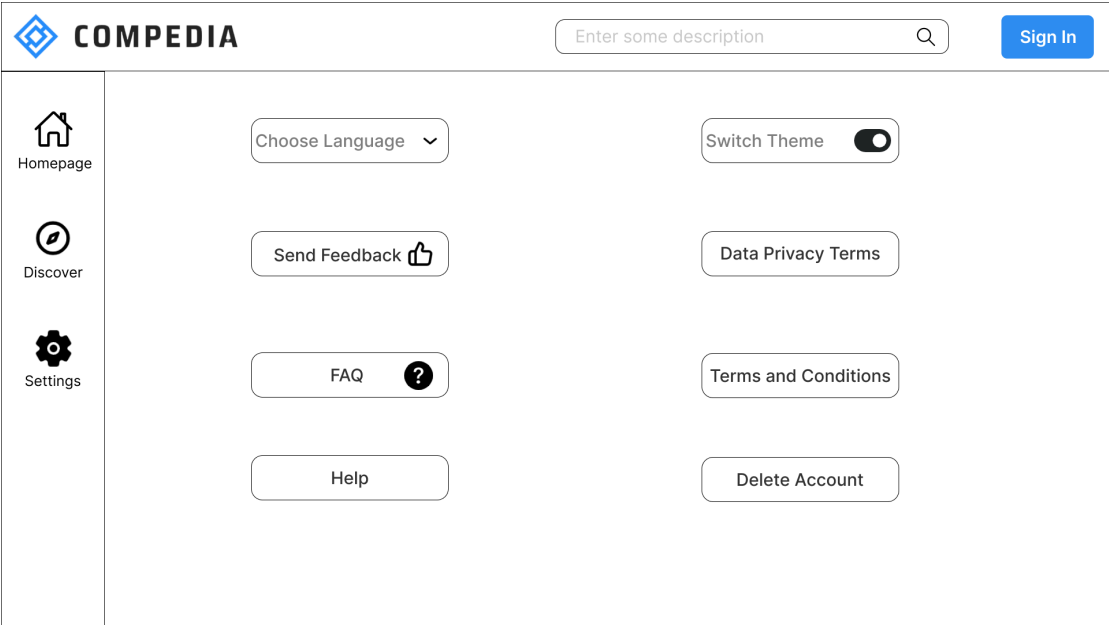 COMPEDIA
Enter some description
Sign In
Homepage
Discover
Settings
Choose Language
Switch Theme
Send Feedback
Data Privacy Terms
FAQ
?
Terms and Conditions
Help
Delete Account